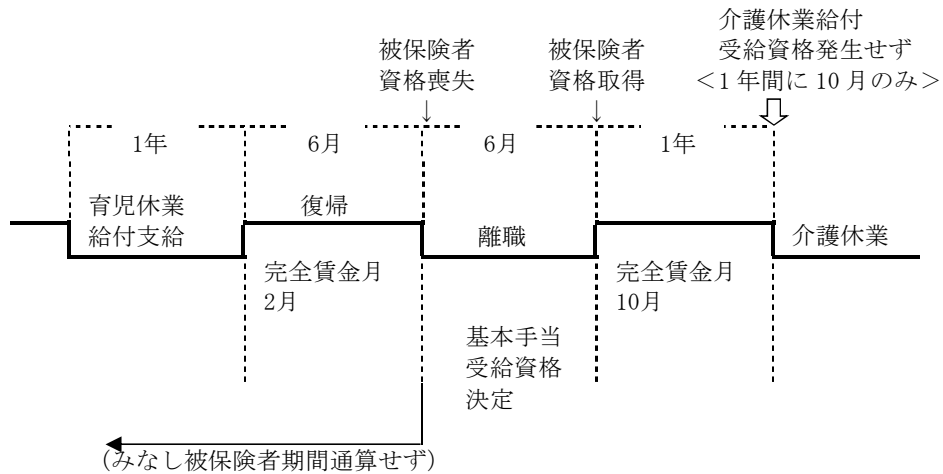 介護休業給付
受給資格発生せず
＜1年間に10月のみ＞
被保険者
資格喪失
↓
被保険者
資格取得
↓
1年
6月
6月
1年
育児休業
給付支給
復帰
離職
介護休業
完全賃金月
2月
完全賃金月
10月
基本手当
受給資格
決定
(みなし被保険者期間通算せず)